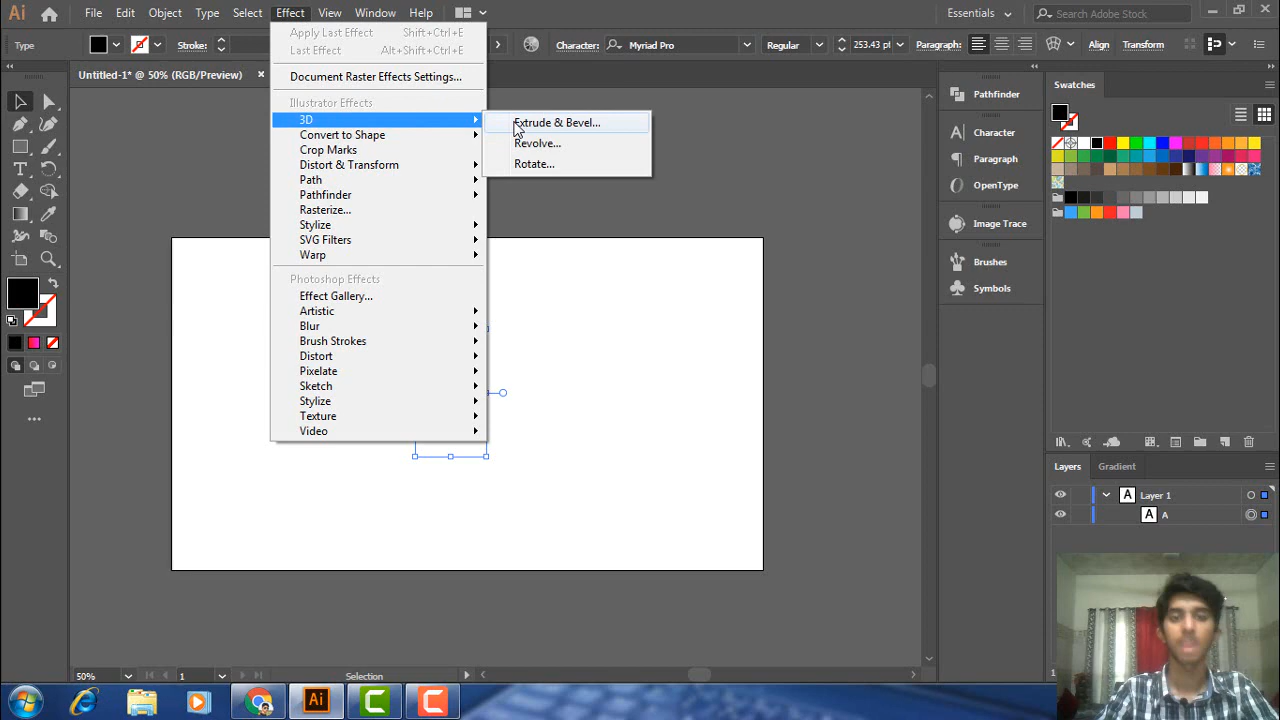 Ai File Edit Object Type Select Effect View Window Help Essentials Search Adobe Stock
Type Stroke: Character: Myriad Pro Regular 253.43 pt Paragraph: Align Transform
Untitled-1* @ 50% (RGB/Preview)
Apply Last Effect Shift+Ctrl+E
Last Effect Alt+Shift+Ctrl+E
Document Raster Effects Settings...
Illustrator Effects
3D
Convert to Shape
Crop Marks
Distort & Transform
Path
Pathfinder
Rasterize...
Stylize
SVG Filters
Warp
Photoshop Effects
Effect Gallery...
Artistic
Blur
Brush Strokes
Distort
Pixelate
Sketch
Stylize
Texture
Video
Extrude & Bevel...
Revolve...
Rotate...
Pathfinder
Character
Paragraph
OpenType
Image Trace
Brushes
Symbols
Swatches
Layers Gradient
A Layer 1
A A
50% 1 Selection
Ai